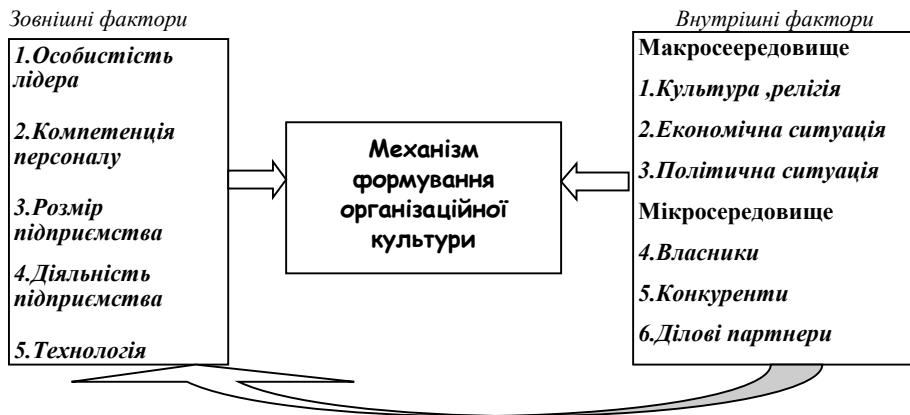 Зовнішні фактори
1.Особистість
лідера
2.Компетенція
персоналу
3.Розмір
підприємства
4.Діяльність
підприємства
5.Технологія
Механізм
формування
організаційної
культури
Внутрішні фактори
Макросеередовище
1.Культура ,релігія
2.Економічна ситуація
3.Політична ситуація
Мікросередовище
4.Власники
5.Конкуренти
6.Ділові партнери